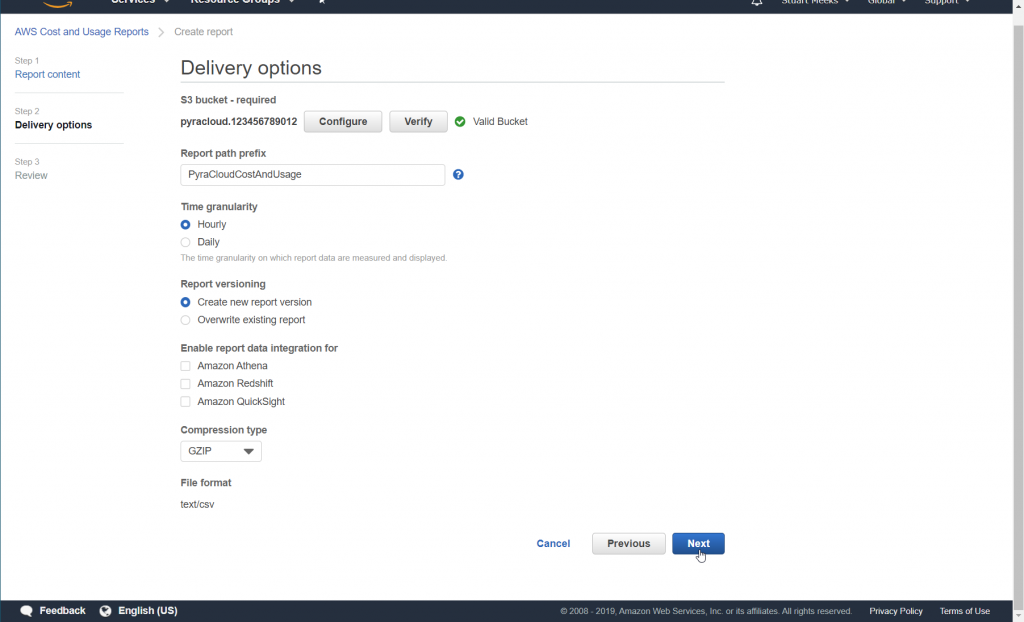 Services Resource Groups Stuart Meeks Global Support
AWS Cost and Usage Reports > Create report
Step 1
Report content
Step 2
Delivery options
Step 3
Review
Delivery options
S3 bucket - required
pyracloud.123456789012 Configure Verify Valid Bucket
Report path prefix
PyraCloudCostAndUsage ?
Time granularity
Hourly
Daily
The time granularity on which report data are measured and displayed.
Report versioning
Create new report version
Overwrite existing report
Enable report data integration for
Amazon Athena
Amazon Redshift
Amazon QuickSight
Compression type
GZIP
File format
text/csv
Cancel Previous Next
Feedback English (US) © 2008 - 2019, Amazon Web Services, Inc. or its affiliates. All rights reserved. Privacy Policy Terms of Use